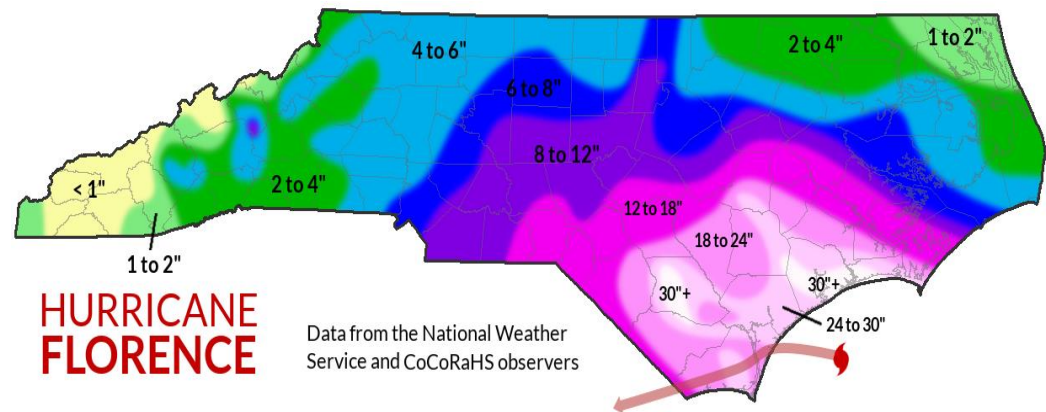 4 to 6"
2 to 4"
1 to 2"
6 to 8"
8 to 12"
< 1"
2 to 4"
12 to 18"
18 to 24"
1 to 2"
30"+
30"+
24 to 30"
HURRICANE
FLORENCE
Data from the National Weather
Service and CoCoRaHS observers